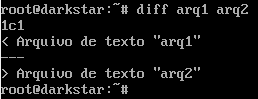 root@darkstar:~# diff arq1 arq2
1c1
< Arquivo de texto "arq1"
---
> Arquivo de texto "arq2"
root@darkstar:~#